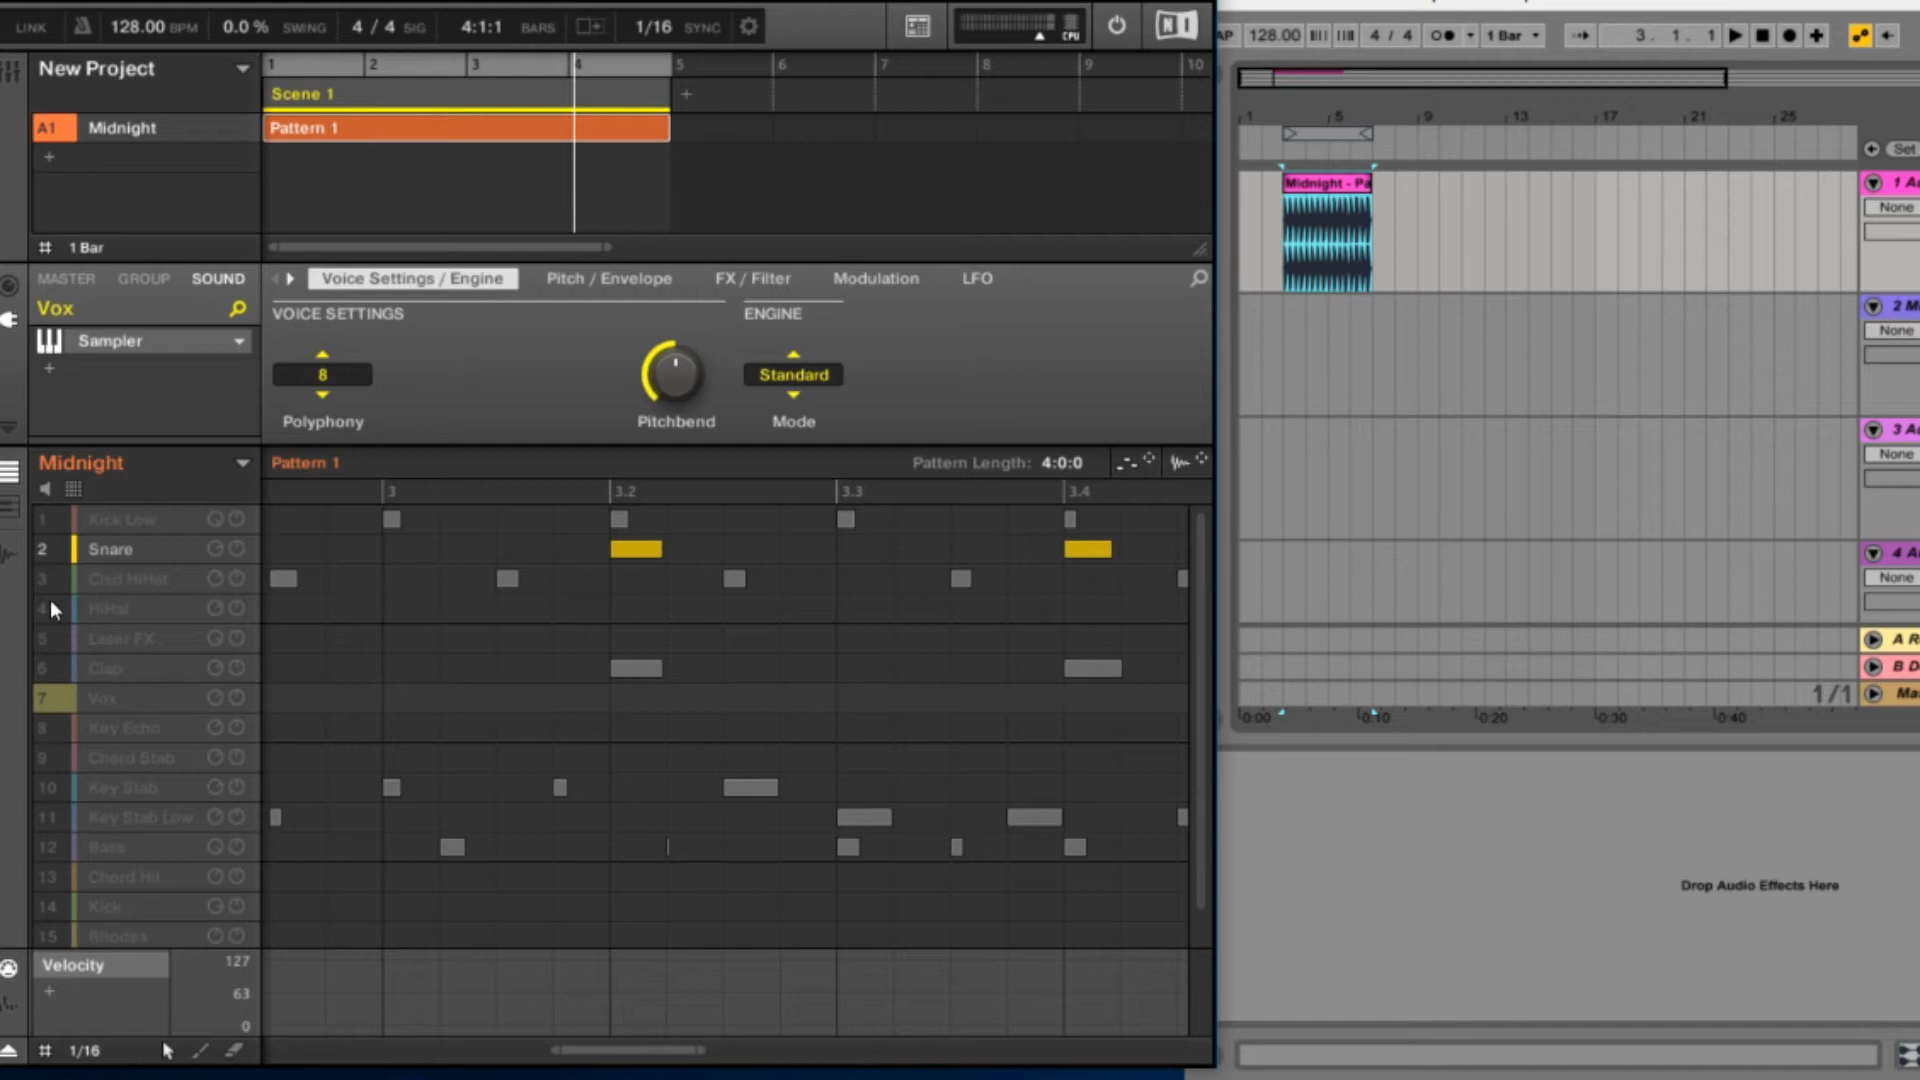 LINK 128.00 BPM 0.0 % SWING 4 / 4 SIG 4:1:1 BARS 1/16 SYNC CPU
128.00 4 / 4 1 Bar 3. 1. 1
New Project 1 2 3 4 5 6 7 8 9 10
Scene 1 +
A1 Midnight Pattern 1
+
1 Bar
1 5 9 13 17 21 25
Set
Midnight - Pa
None
2 M
None
None
None
0:00 0:10 0:20 0:30 0:40
1/1
MASTER GROUP SOUND Voice Settings / Engine Pitch / Envelope FX / Filter Modulation LFO
Vox VOICE SETTINGS ENGINE
Sampler
+
8 Standard
Polyphony Pitchbend Mode
Midnight Pattern 1 Pattern Length: 4:0:0
3 3.2 3.3 3.4
1 Kick Low
2 Snare
3 Clsd HiHat
4 HiHat
5 Laser FX
6 Clap
7 Vox
8 Key Echo
9 Chord Stab
10 Key Stab
11 Key Stab Low
12 Bass
13 Chord Hit
14 Kick
15 Rhodes
Velocity 127
+ 63
0
1/16
Drop Audio Effects Here